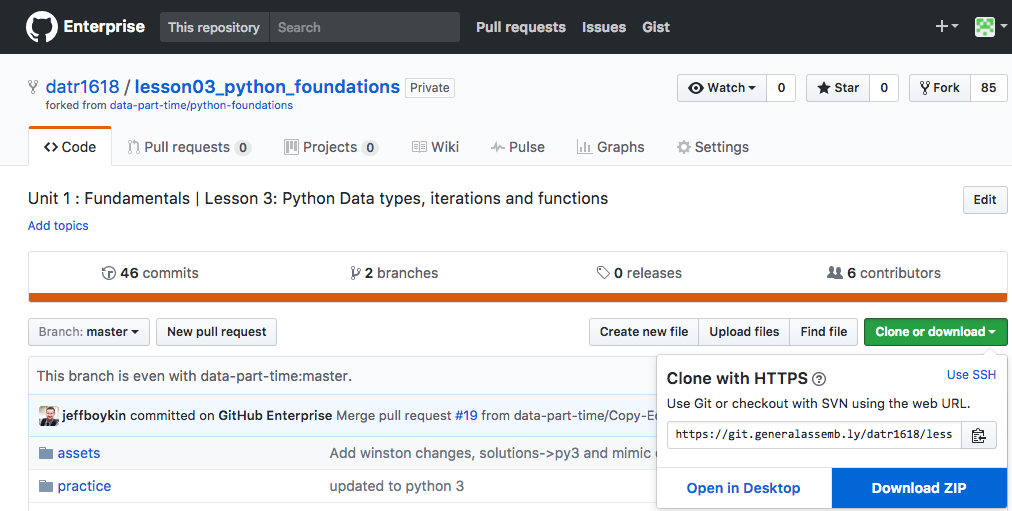 Enterprise This repository Search Pull requests Issues Gist
datr1618 / lesson03_python_foundations Private Watch 0 Star 0 Fork 85
forked from data-part-time/python-foundations
Code Pull requests 0 Projects 0 Wiki Pulse Graphs Settings
Unit 1 : Fundamentals | Lesson 3: Python Data types, iterations and functions Edit
Add topics
46 commits 2 branches 0 releases 6 contributors
Branch: master New pull request Create new file Upload files Find file Clone or download
This branch is even with data-part-time:master.
jeffboykin committed on GitHub Enterprise Merge pull request #19 from data-part-time/Copy-Ed
assets Add winston changes, solutions->py3 and mimic
practice updated to python 3
Clone with HTTPS Use SSH
Use Git or checkout with SVN using the web URL.
https://git.generalassemb.ly/datr1618/less
Open in Desktop Download ZIP